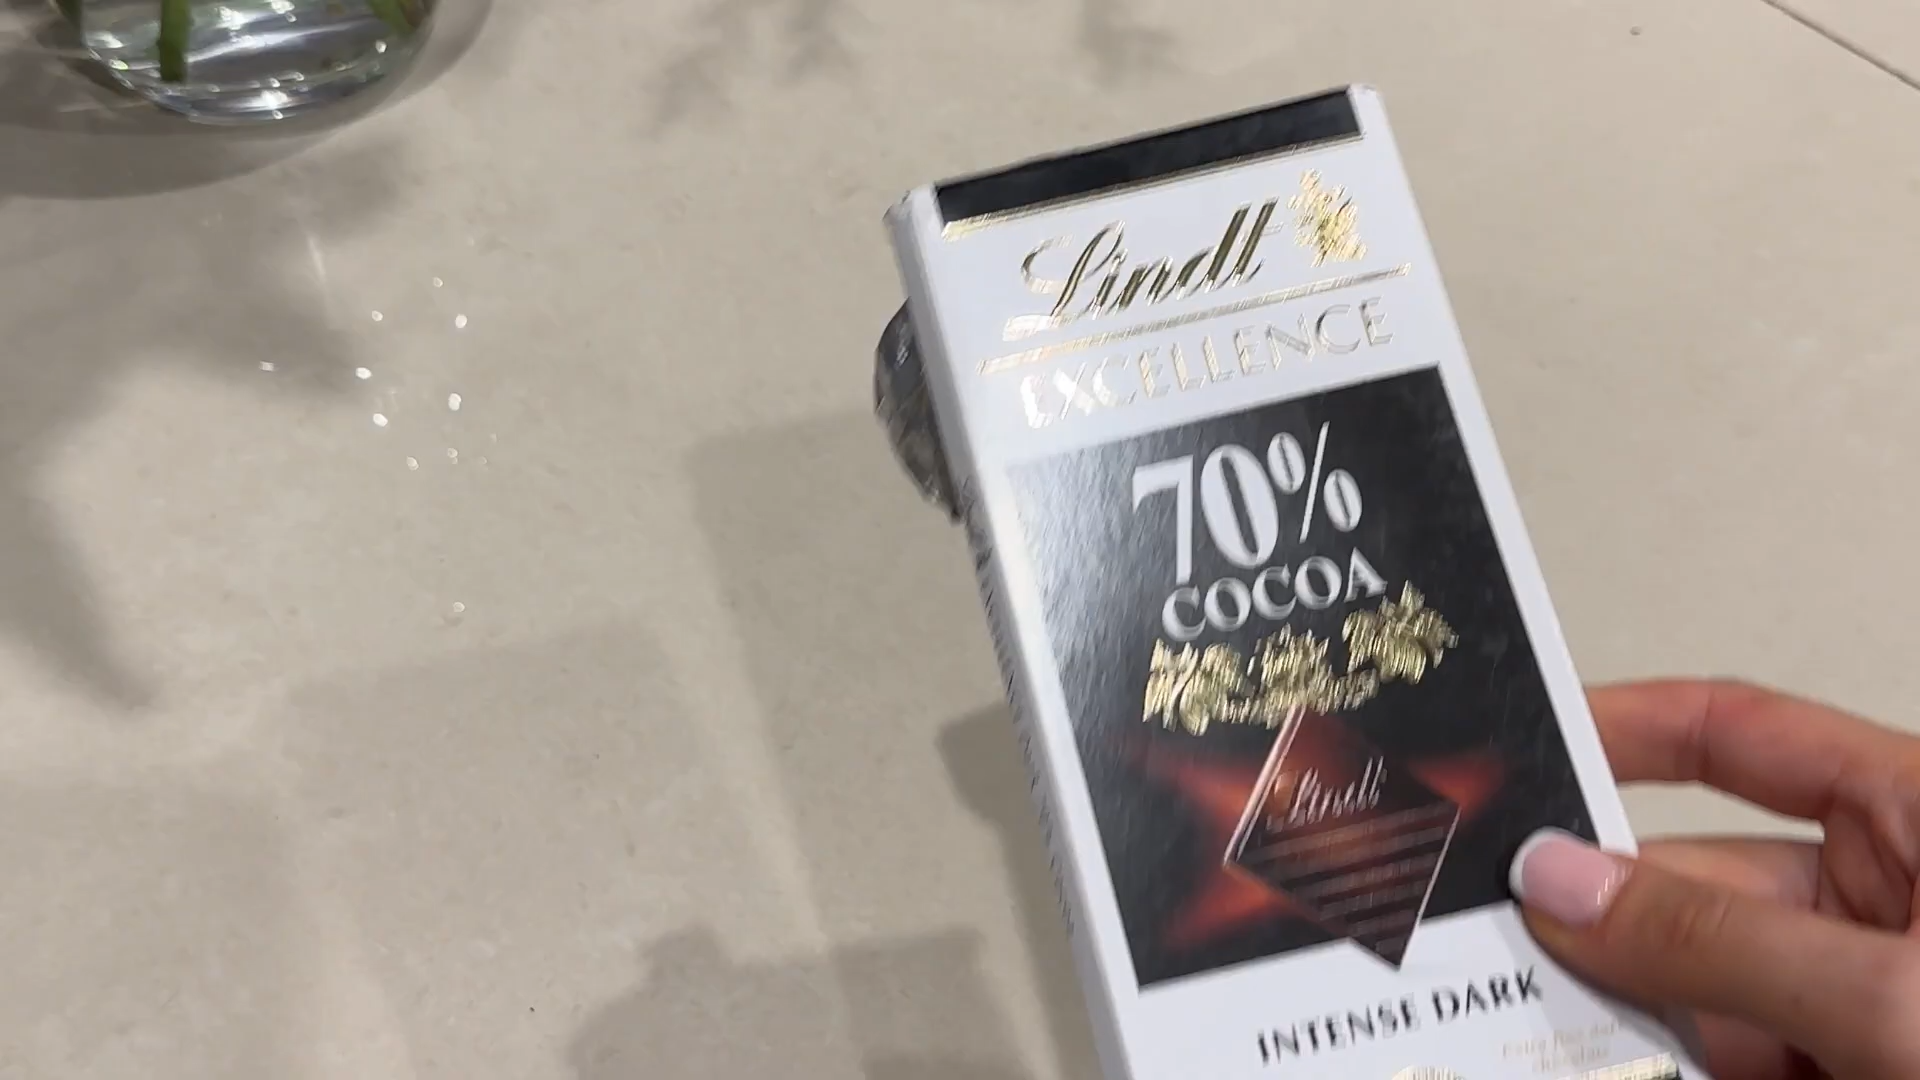 Lindt
EXCELLENCE
70%
COCOA
Lindt
INTENSE DARK